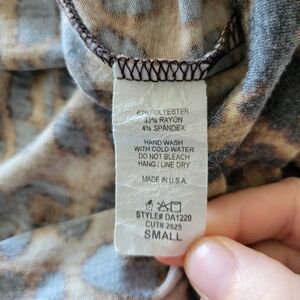 63% POLYESTER
33% RAYON
4% SPANDEX
HAND WASH
WITH COLD WATER
DO NOT BLEACH
HANG / LINE DRY
MADE IN U.S.A.
STYLE# DA1220
CUT# 2525
SMALL